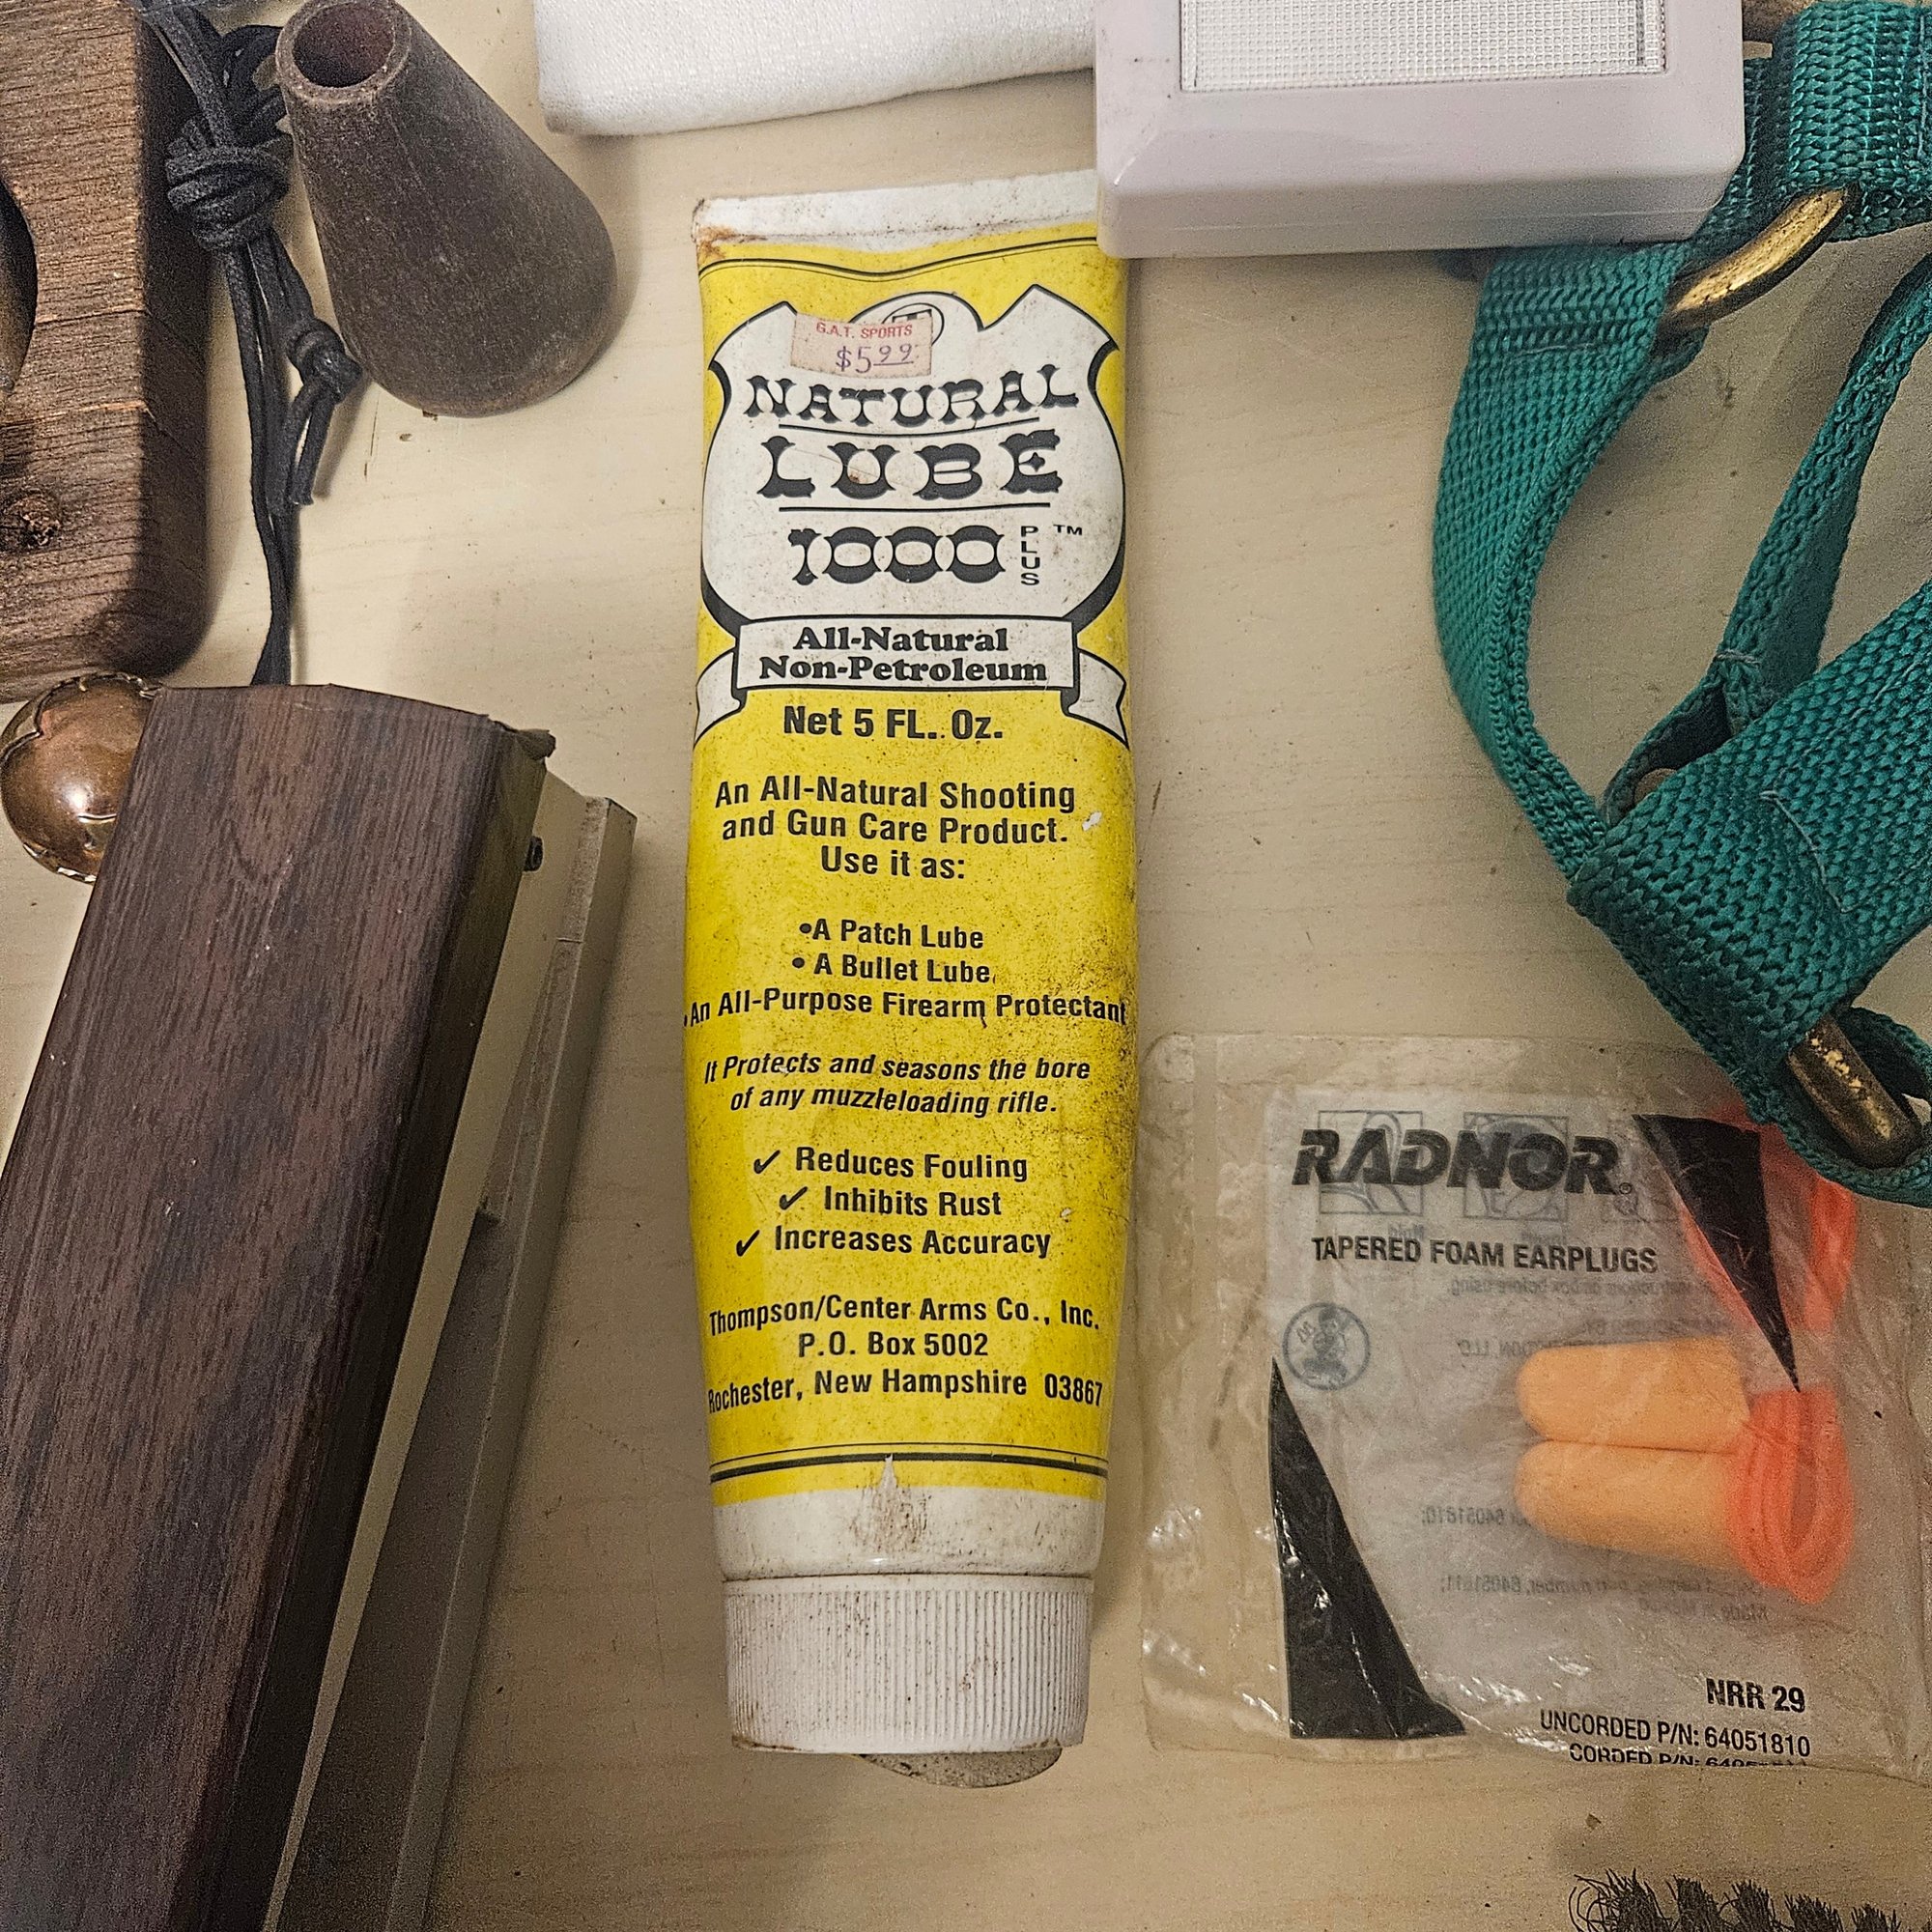 G.A.T. SPORTS
$5.99
NATURAL
LUBE
1000 PLUS ™
All-Natural
Non-Petroleum
Net 5 FL. Oz.
An All-Natural Shooting
and Gun Care Product.
Use it as:
•A Patch Lube
• A Bullet Lube
•An All-Purpose Firearm Protectant
It Protects and seasons the bore
of any muzzleloading rifle.
✓ Reduces Fouling
✓ Inhibits Rust
✓ Increases Accuracy
Thompson/Center Arms Co., Inc.
P.O. Box 5002
Rochester, New Hampshire 03867
RADNOR®
TAPERED FOAM EARPLUGS
NRR 29
UNCORDED P/N: 64051810
CORDED P/N: